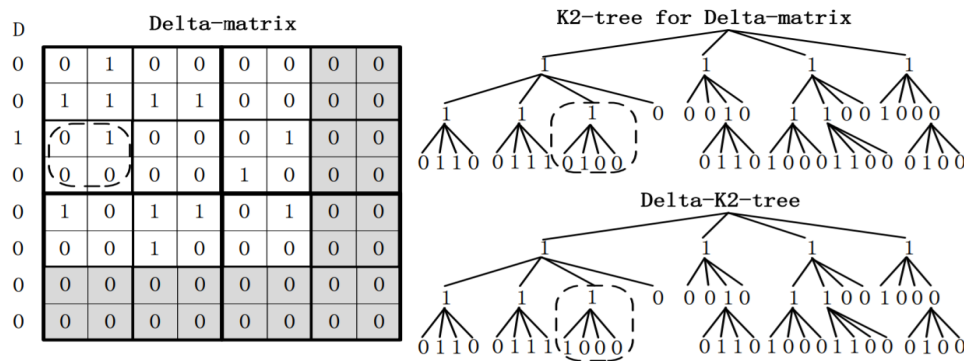 Delta-matrix
D
0 0 1 0 0 0 0 0 0
0 1 1 1 1 0 0 0 0
1 0 1 0 0 0 1 0 0
0 0 0 0 0 1 0 0 0
0 1 0 1 1 0 1 0 0
0 0 0 1 0 0 0 0 0
0 0 0 0 0 0 0 0 0
0 0 0 0 0 0 0 0 0
K2-tree for Delta-matrix
1 1 1 1
1 1 1 0 0 0 1 0 1 1 0 0 1 0 0 0
0 1 1 0 0 1 1 1 0 1 0 0 0 1 1 0 1 0 0 0 1 1 0 0 0 1 0 0
Delta-K2-tree
1 1 1 1
1 1 1 0 0 0 1 0 1 1 0 0 1 0 0 0
0 1 1 0 0 1 1 1 1 0 0 0 0 1 1 0 1 0 0 0 1 1 0 0 0 1 0 0